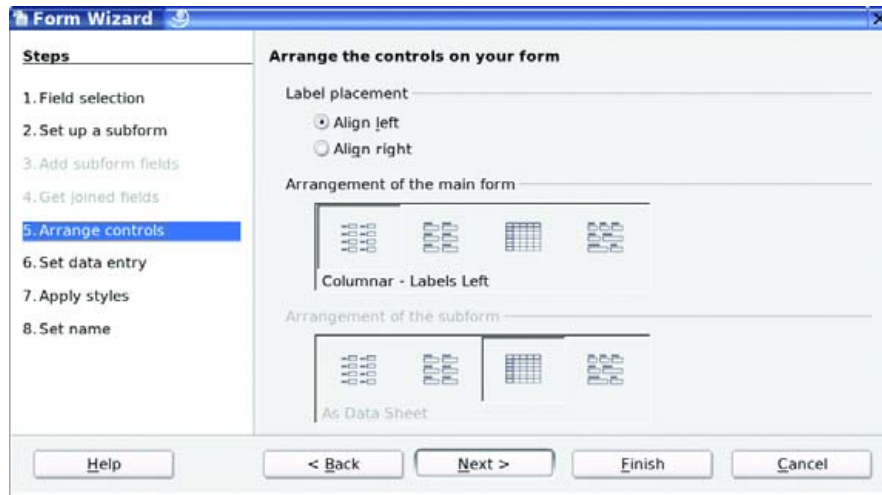 Form Wizard
Steps
1. Field selection
2. Set up a subform
3. Add subform fields
4. Get joined fields
5. Arrange controls
6. Set data entry
7. Apply styles
8. Set name
Arrange the controls on your form
Label placement
Align left
Align right
Arrangement of the main form
Columnar - Labels Left
Arrangement of the subform
As Data Sheet
Help
< Back
Next >
Finish
Cancel